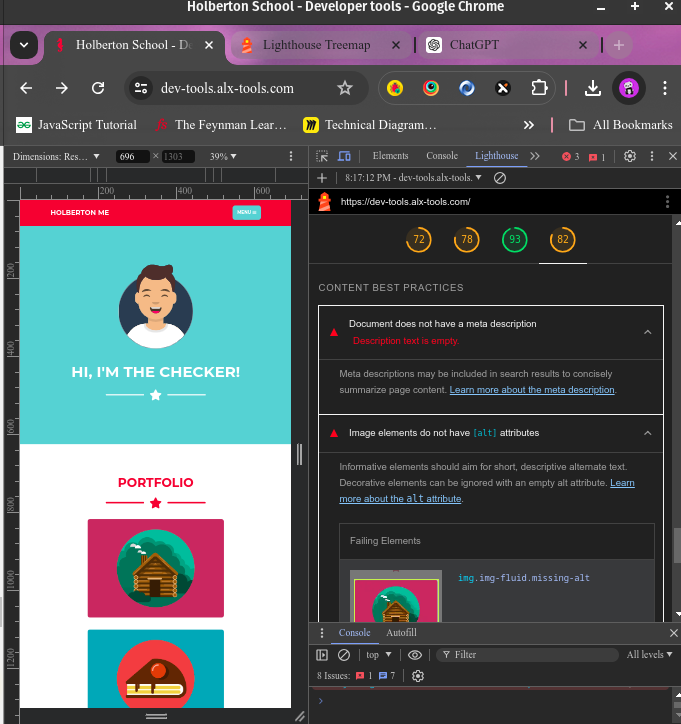 Holberton School - Developer tools - Google Chrome
Holberton School - De
Lighthouse Treemap
ChatGPT
dev-tools.alx-tools.com
JavaScript Tutorial
The Feynman Lear…
Technical Diagram…
All Bookmarks
Dimensions: Res…
696
1303
39%
Elements
Console
Lighthouse
3
1
8:17:12 PM - dev-tools.alx-tools.
https://dev-tools.alx-tools.com/
200
400
600
200
400
600
800
1000
1200
HOLBERTON ME
MENU
HI, I'M THE CHECKER!
PORTFOLIO
72
78
93
82
CONTENT BEST PRACTICES
Document does not have a meta description
Description text is empty.
Meta descriptions may be included in search results to concisely
summarize page content. Learn more about the meta description.
Image elements do not have [alt] attributes
Informative elements should aim for short, descriptive alternate text.
Decorative elements can be ignored with an empty alt attribute. Learn
more about the alt attribute.
Failing Elements
img.img-fluid.missing-alt
Console
Autofill
top
Filter
All levels
8 Issues:
1
7